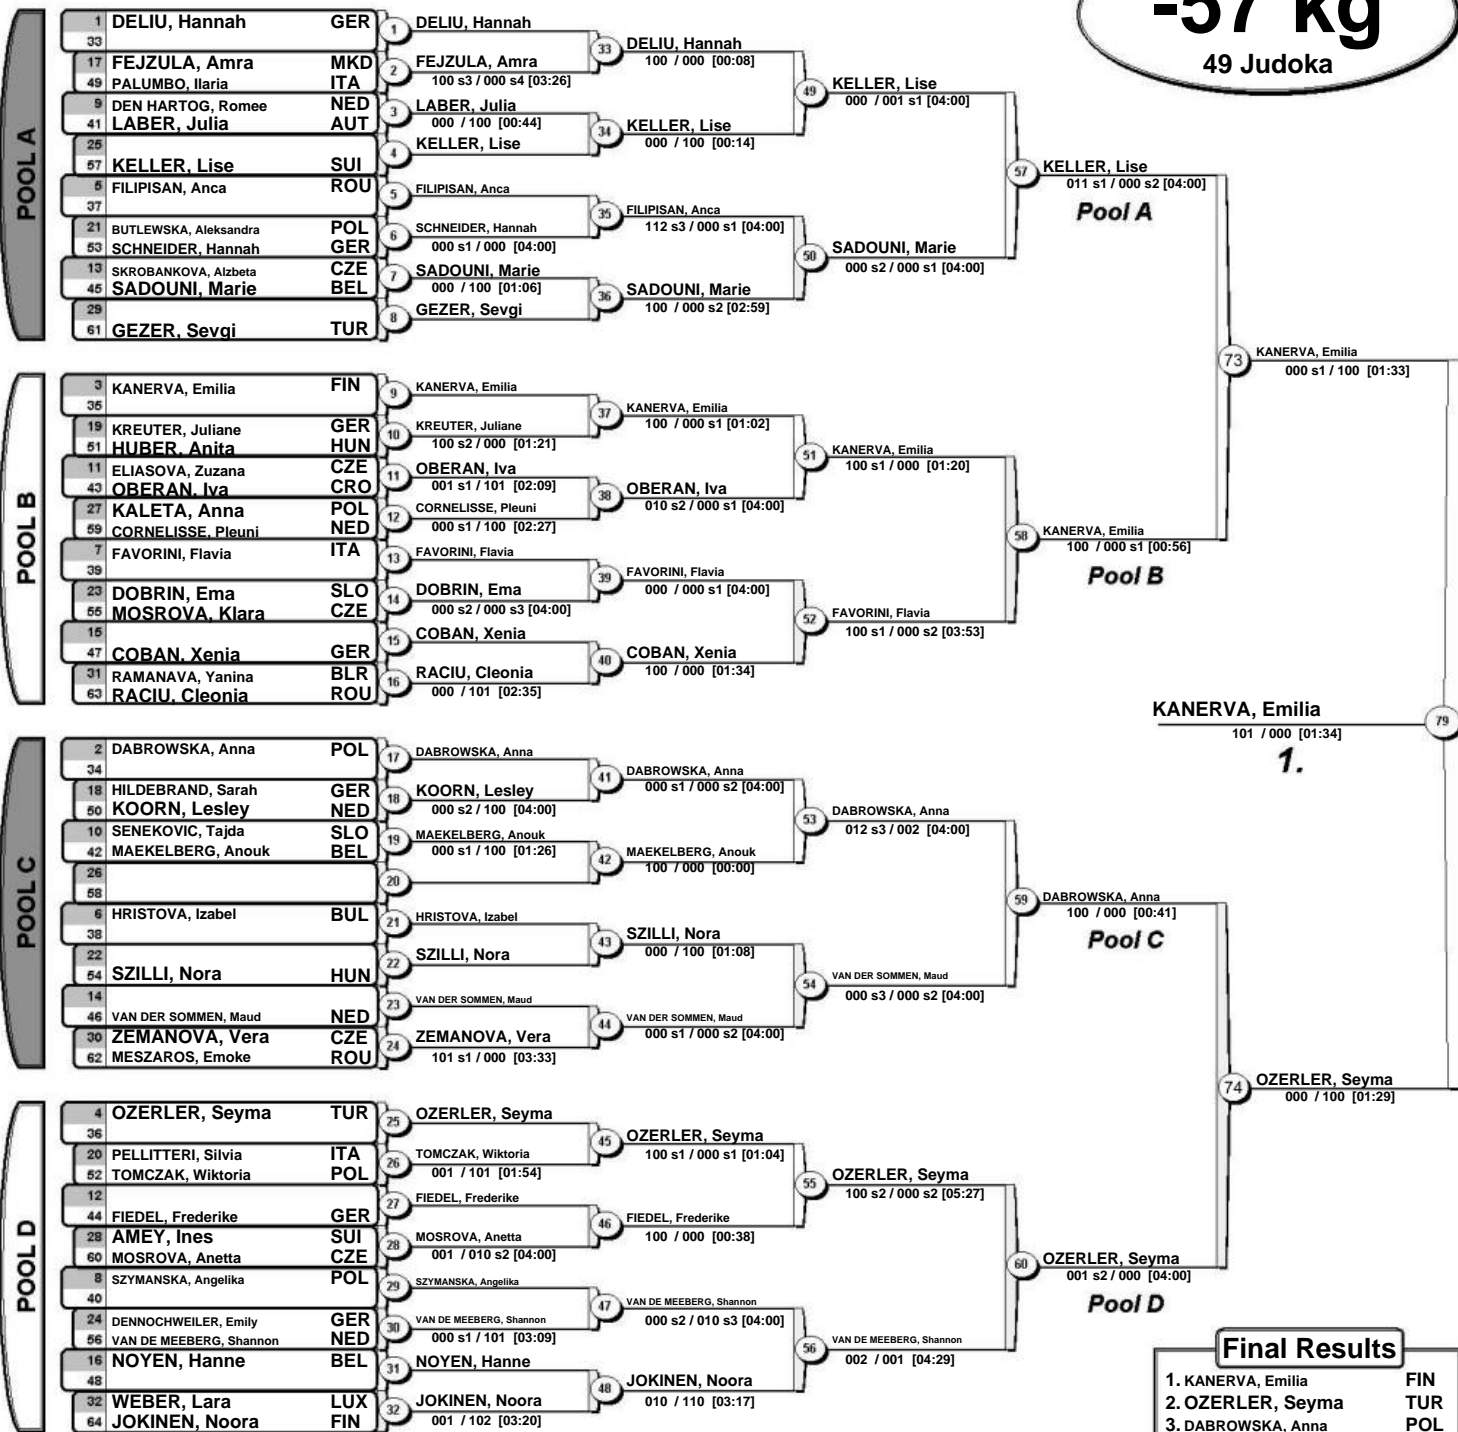 -57 kg
49 Judoka
POOL A
1 DELIU, Hannah GER
33
17 FEJZULA, Amra MKD
49 PALUMBO, Ilaria ITA
9 DEN HARTOG, Romee NED
41 LABER, Julia AUT
25
57 KELLER, Lise SUI
5 FILIPISAN, Anca ROU
37
21 BUTLEWSKA, Aleksandra POL
53 SCHNEIDER, Hannah GER
13 SKROBANKOVA, Alzbeta CZE
45 SADOUNI, Marie BEL
29
61 GEZER, Sevgi TUR
1 DELIU, Hannah
2 FEJZULA, Amra
100 s3 / 000 s4 [03:26]
3 LABER, Julia
000 / 100 [00:44]
4 KELLER, Lise
5 FILIPISAN, Anca
6 SCHNEIDER, Hannah
000 s1 / 000 [04:00]
7 SADOUNI, Marie
000 / 100 [01:06]
8 GEZER, Sevgi
33 DELIU, Hannah
100 / 000 [00:08]
34 KELLER, Lise
000 / 100 [00:14]
35 FILIPISAN, Anca
112 s3 / 000 s1 [04:00]
36 SADOUNI, Marie
100 / 000 s2 [02:59]
49 KELLER, Lise
000 / 001 s1 [04:00]
50 SADOUNI, Marie
000 s2 / 000 s1 [04:00]
57 KELLER, Lise
011 s1 / 000 s2 [04:00]
Pool A
POOL B
3 KANERVA, Emilia FIN
35
19 KREUTER, Juliane GER
51 HUBER, Anita HUN
11 ELIASOVA, Zuzana CZE
43 OBERAN, Iva CRO
27 KALETA, Anna POL
59 CORNELISSE, Pleuni NED
7 FAVORINI, Flavia ITA
39
23 DOBRIN, Ema SLO
55 MOSROVA, Klara CZE
15
47 COBAN, Xenia GER
31 RAMANAVA, Yanina BLR
63 RACIU, Cleonia ROU
9 KANERVA, Emilia
10 KREUTER, Juliane
100 s2 / 000 [01:21]
11 OBERAN, Iva
001 s1 / 101 [02:09]
12 CORNELISSE, Pleuni
000 s1 / 100 [02:27]
13 FAVORINI, Flavia
14 DOBRIN, Ema
000 s2 / 000 s3 [04:00]
15 COBAN, Xenia
16 RACIU, Cleonia
000 / 101 [02:35]
37 KANERVA, Emilia
100 / 000 s1 [01:02]
38 OBERAN, Iva
010 s2 / 000 s1 [04:00]
39 FAVORINI, Flavia
000 / 000 s1 [04:00]
40 COBAN, Xenia
100 / 000 [01:34]
51 KANERVA, Emilia
100 s1 / 000 [01:20]
52 FAVORINI, Flavia
100 s1 / 000 s2 [03:53]
58 KANERVA, Emilia
100 / 000 s1 [00:56]
Pool B
73 KANERVA, Emilia
000 s1 / 100 [01:33]
KANERVA, Emilia 79
101 / 000 [01:34]
1.
POOL C
2 DABROWSKA, Anna POL
34
18 HILDEBRAND, Sarah GER
50 KOORN, Lesley NED
10 SENEKOVIC, Tajda SLO
42 MAEKELBERG, Anouk BEL
26
58
6 HRISTOVA, Izabel BUL
38
22
54 SZILLI, Nora HUN
14
46 VAN DER SOMMEN, Maud NED
30 ZEMANOVA, Vera CZE
62 MESZAROS, Emoke ROU
17 DABROWSKA, Anna
18 KOORN, Lesley
000 s2 / 100 [04:00]
19 MAEKELBERG, Anouk
000 s1 / 100 [01:26]
20
21 HRISTOVA, Izabel
22 SZILLI, Nora
23 VAN DER SOMMEN, Maud
24 ZEMANOVA, Vera
101 s1 / 000 [03:33]
41 DABROWSKA, Anna
000 s1 / 000 s2 [04:00]
42 MAEKELBERG, Anouk
100 / 000 [00:00]
43 SZILLI, Nora
000 / 100 [01:08]
44 VAN DER SOMMEN, Maud
000 s1 / 000 s2 [04:00]
53 DABROWSKA, Anna
012 s3 / 002 [04:00]
54 VAN DER SOMMEN, Maud
000 s3 / 000 s2 [04:00]
59 DABROWSKA, Anna
100 / 000 [00:41]
Pool C
POOL D
4 OZERLER, Seyma TUR
36
20 PELLITTERI, Silvia ITA
52 TOMCZAK, Wiktoria POL
12
44 FIEDEL, Frederike GER
28 AMEY, Ines SUI
60 MOSROVA, Anetta CZE
8 SZYMANSKA, Angelika POL
40
24 DENNOCHWEILER, Emily GER
56 VAN DE MEEBERG, Shannon NED
16 NOYEN, Hanne BEL
48
32 WEBER, Lara LUX
64 JOKINEN, Noora FIN
25 OZERLER, Seyma
26 TOMCZAK, Wiktoria
001 / 101 [01:54]
27 FIEDEL, Frederike
28 MOSROVA, Anetta
001 / 010 s2 [04:00]
29 SZYMANSKA, Angelika
30 VAN DE MEEBERG, Shannon
000 s1 / 101 [03:09]
31 NOYEN, Hanne
32 JOKINEN, Noora
001 / 102 [03:20]
45 OZERLER, Seyma
100 s1 / 000 s1 [01:04]
46 FIEDEL, Frederike
100 / 000 [00:38]
47 VAN DE MEEBERG, Shannon
000 s2 / 010 s3 [04:00]
48 JOKINEN, Noora
010 / 110 [03:17]
55 OZERLER, Seyma
100 s2 / 000 s2 [05:27]
56 VAN DE MEEBERG, Shannon
002 / 001 [04:29]
60 OZERLER, Seyma
001 s2 / 000 [04:00]
Pool D
74 OZERLER, Seyma
000 / 100 [01:29]
Final Results
1. KANERVA, Emilia FIN
2. OZERLER, Seyma TUR
3. DABROWSKA, Anna POL